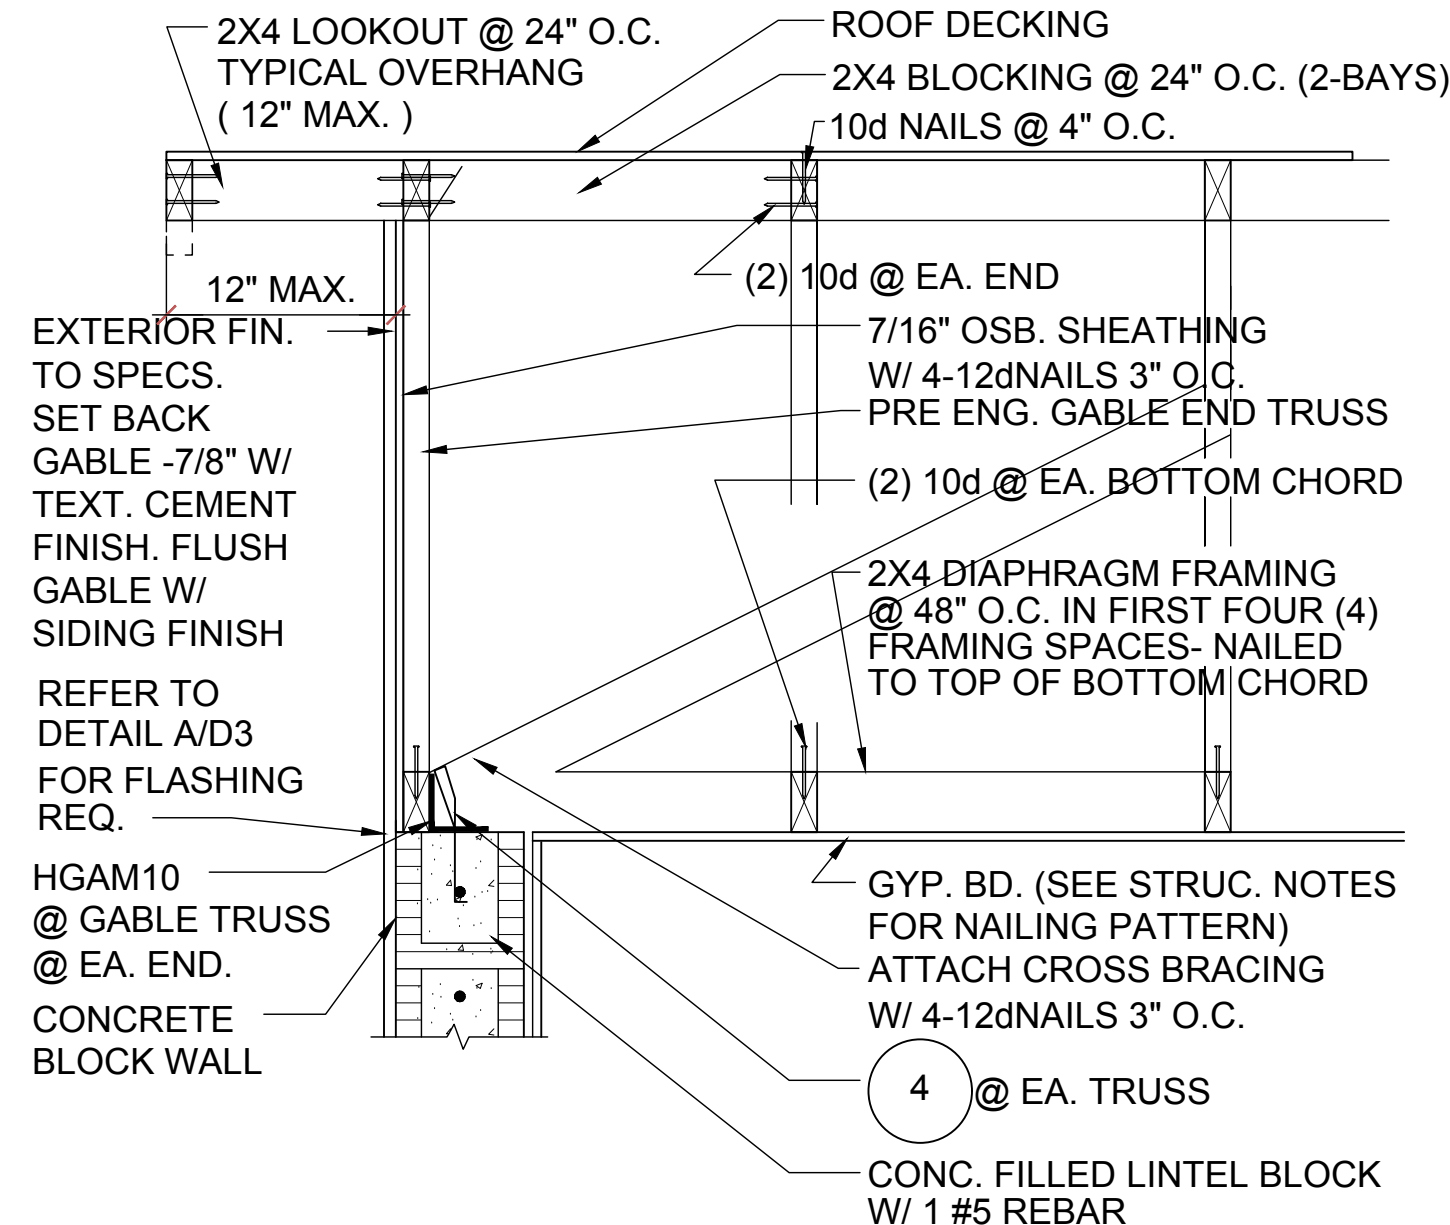 2X4 LOOKOUT @ 24" O.C.
TYPICAL OVERHANG
( 12" MAX. )
ROOF DECKING
2X4 BLOCKING @ 24" O.C. (2-BAYS)
10d NAILS @ 4" O.C.
12" MAX.
(2) 10d @ EA. END
EXTERIOR FIN.
TO SPECS.
SET BACK
GABLE -7/8" W/
TEXT. CEMENT
FINISH. FLUSH
GABLE W/
SIDING FINISH
7/16" OSB. SHEATHING
W/ 4-12dNAILS 3" O.C.
PRE ENG. GABLE END TRUSS
(2) 10d @ EA. BOTTOM CHORD
2X4 DIAPHRAGM FRAMING
@ 48" O.C. IN FIRST FOUR (4)
FRAMING SPACES- NAILED
TO TOP OF BOTTOM CHORD
REFER TO
DETAIL A/D3
FOR FLASHING
REQ.
HGAM10
@ GABLE TRUSS
@ EA. END.
CONCRETE
BLOCK WALL
GYP. BD. (SEE STRUC. NOTES
FOR NAILING PATTERN)
ATTACH CROSS BRACING
W/ 4-12dNAILS 3" O.C.
4 @ EA. TRUSS
CONC. FILLED LINTEL BLOCK
W/ 1 #5 REBAR